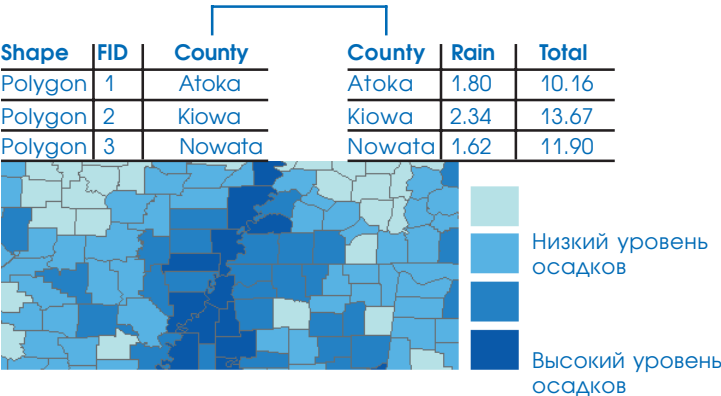 Shape FID County County Rain Total
Polygon 1 Atoka Atoka 1.80 10.16
Polygon 2 Kiowa Kiowa 2.34 13.67
Polygon 3 Nowata Nowata 1.62 11.90
Низкий уровень
осадков
Высокий уровень
осадков